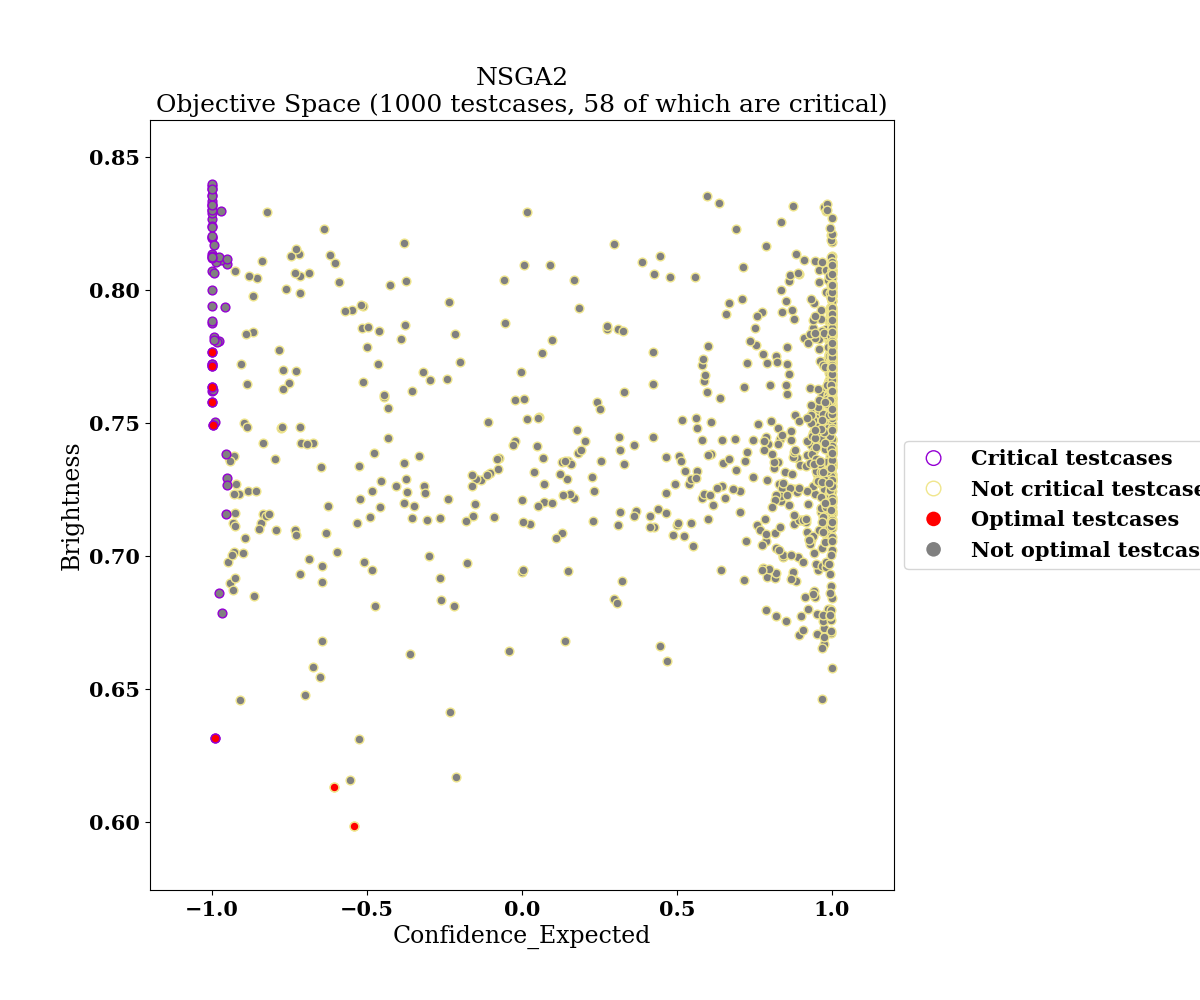 NSGA2
Objective Space (1000 testcases, 58 of which are critical)
0.85
0.80
0.75
0.70
0.65
0.60
Brightness
−1.0
−0.5
0.0
0.5
1.0
Confidence_Expected
Critical testcases
Not critical testcase
Optimal testcases
Not optimal testcas